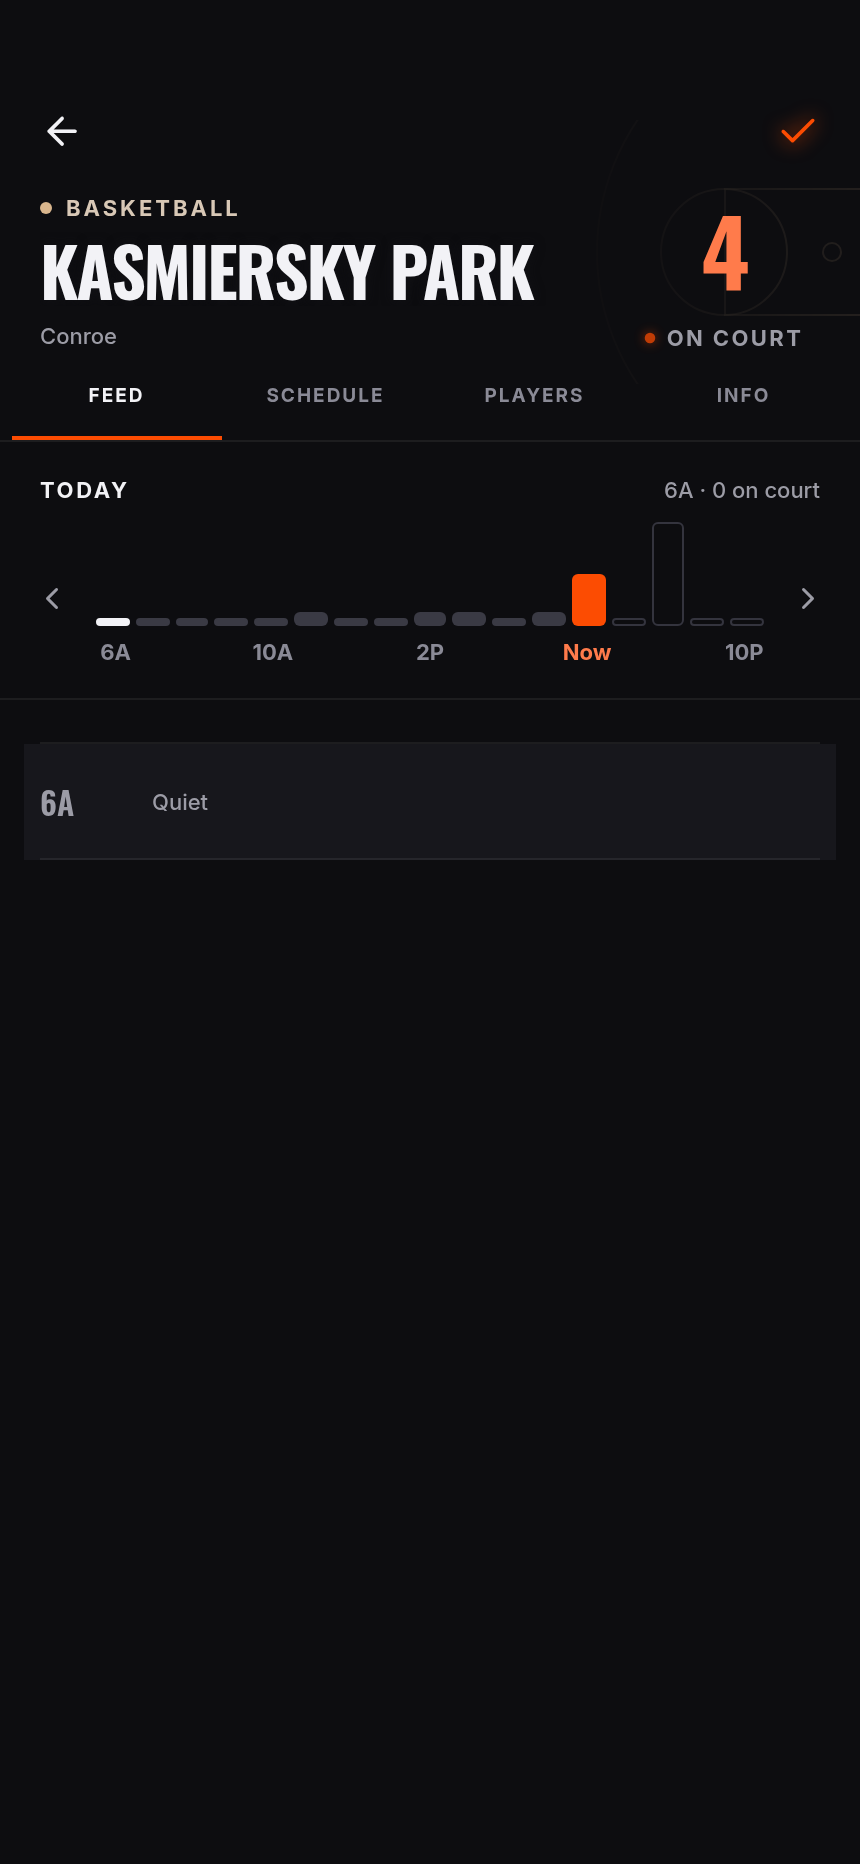 BASKETBALL
KASMIERSKY PARK
4
Conroe
ON COURT
FEED SCHEDULE PLAYERS INFO
TODAY 6A · 0 on court
6A 10A 2P Now 10P
6A Quiet